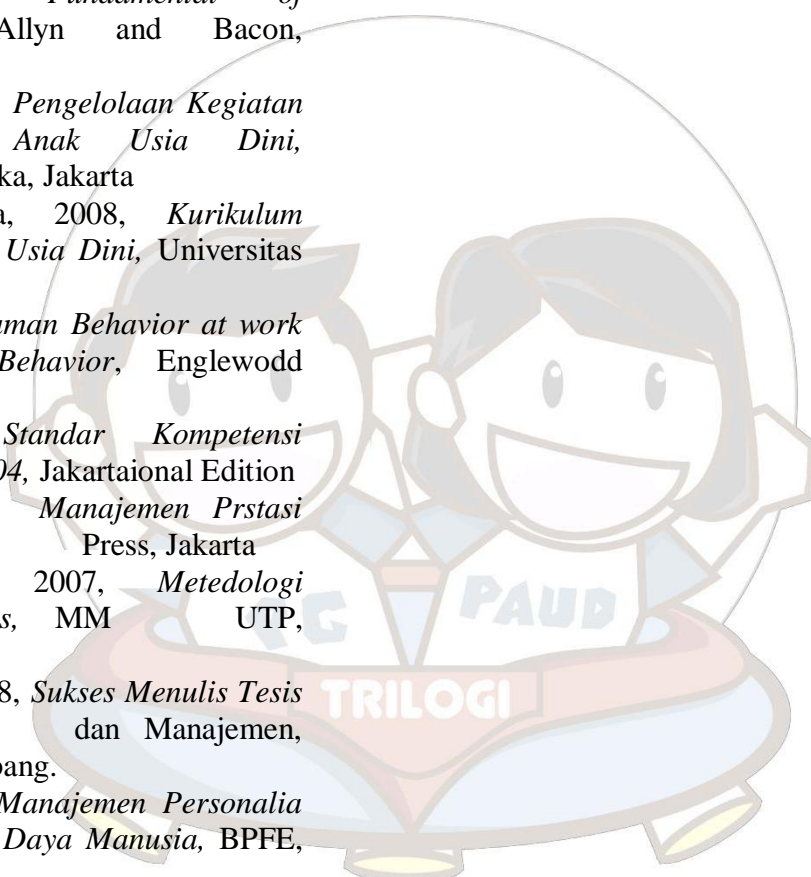 Fundamental of
Allyn and Bacon,
Pengelolaan Kegiatan
Anak Usia Dini,
ka, Jakarta
a, 2008, Kurikulum
Usia Dini, Universitas
uman Behavior at work
Behavior, Englewodd
Standar Kompetensi
04, Jakartaional Edition
Manajemen Prstasi
Press, Jakarta
2007, Metedologi
s, MM UTP,
8, Sukses Menulis Tesis
dan Manajemen,
bang.
Manajemen Personalia
Daya Manusia, BPFE,
TG PAUD
TRILOGI